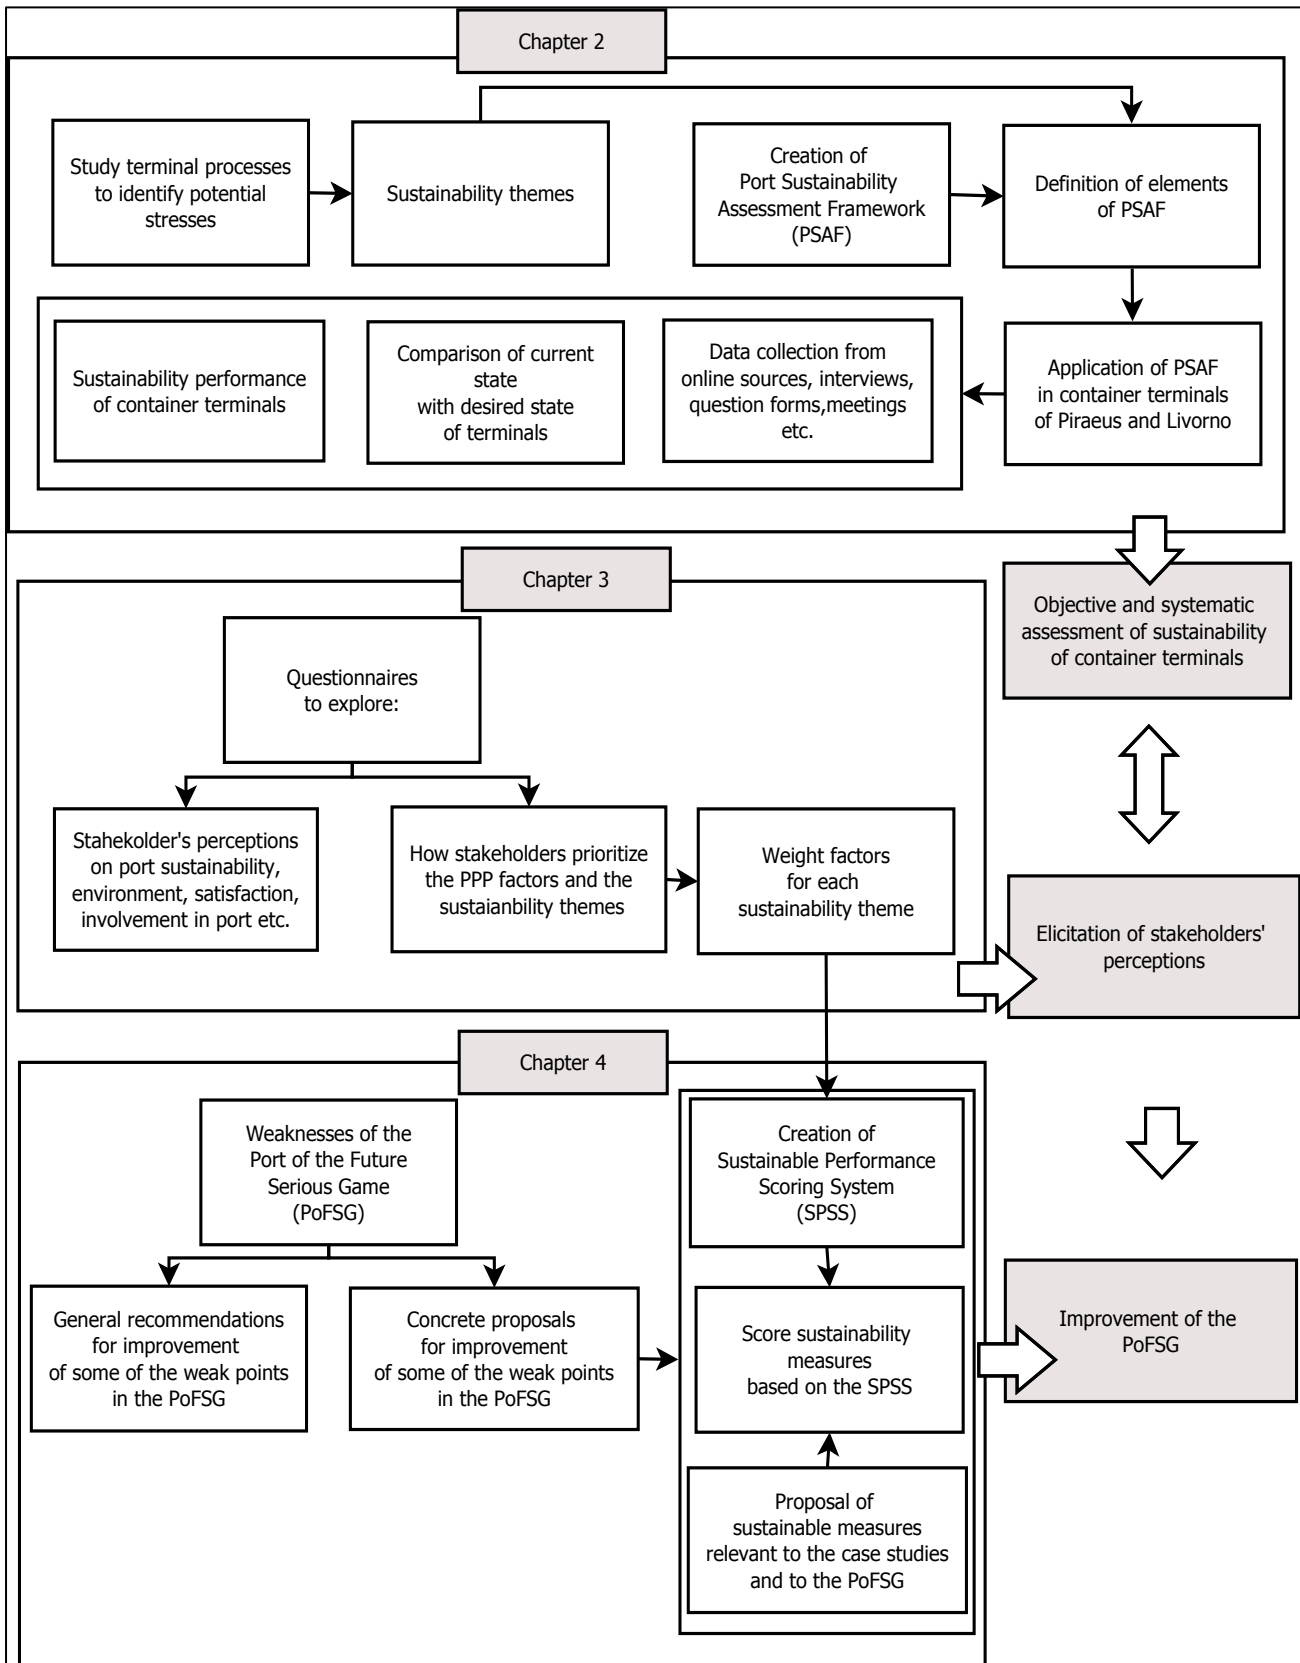 Chapter 2
Study terminal processes
to identify potential
stresses
Sustainability themes
Creation of
Port Sustainability
Assessment Framework
(PSAF)
Definition of elements
of PSAF
Sustainability performance
of container terminals
Comparison of current
state
with desired state
of terminals
Data collection from
online sources, interviews,
question forms,meetings
etc.
Application of PSAF
in container terminals
of Piraeus and Livorno
Chapter 3
Objective and systematic
assessment of sustainability
of container terminals
Questionnaires
to explore:
Stahekolder's perceptions
on port sustainability,
environment, satisfaction,
involvement in port etc.
How stakeholders prioritize
the PPP factors and the
sustaianbility themes
Weight factors
for each
sustainability theme
Elicitation of stakeholders'
perceptions
Chapter 4
Weaknesses of the
Port of the Future
Serious Game
(PoFSG)
Creation of
Sustainable Performance
Scoring System
(SPSS)
General recommendations
for improvement
of some of the weak points
in the PoFSG
Concrete proposals
for improvement
of some of the weak points
in the PoFSG
Score sustainability
measures
based on the SPSS
Improvement of the
PoFSG
Proposal of
sustainable measures
relevant to the case studies
and to the PoFSG